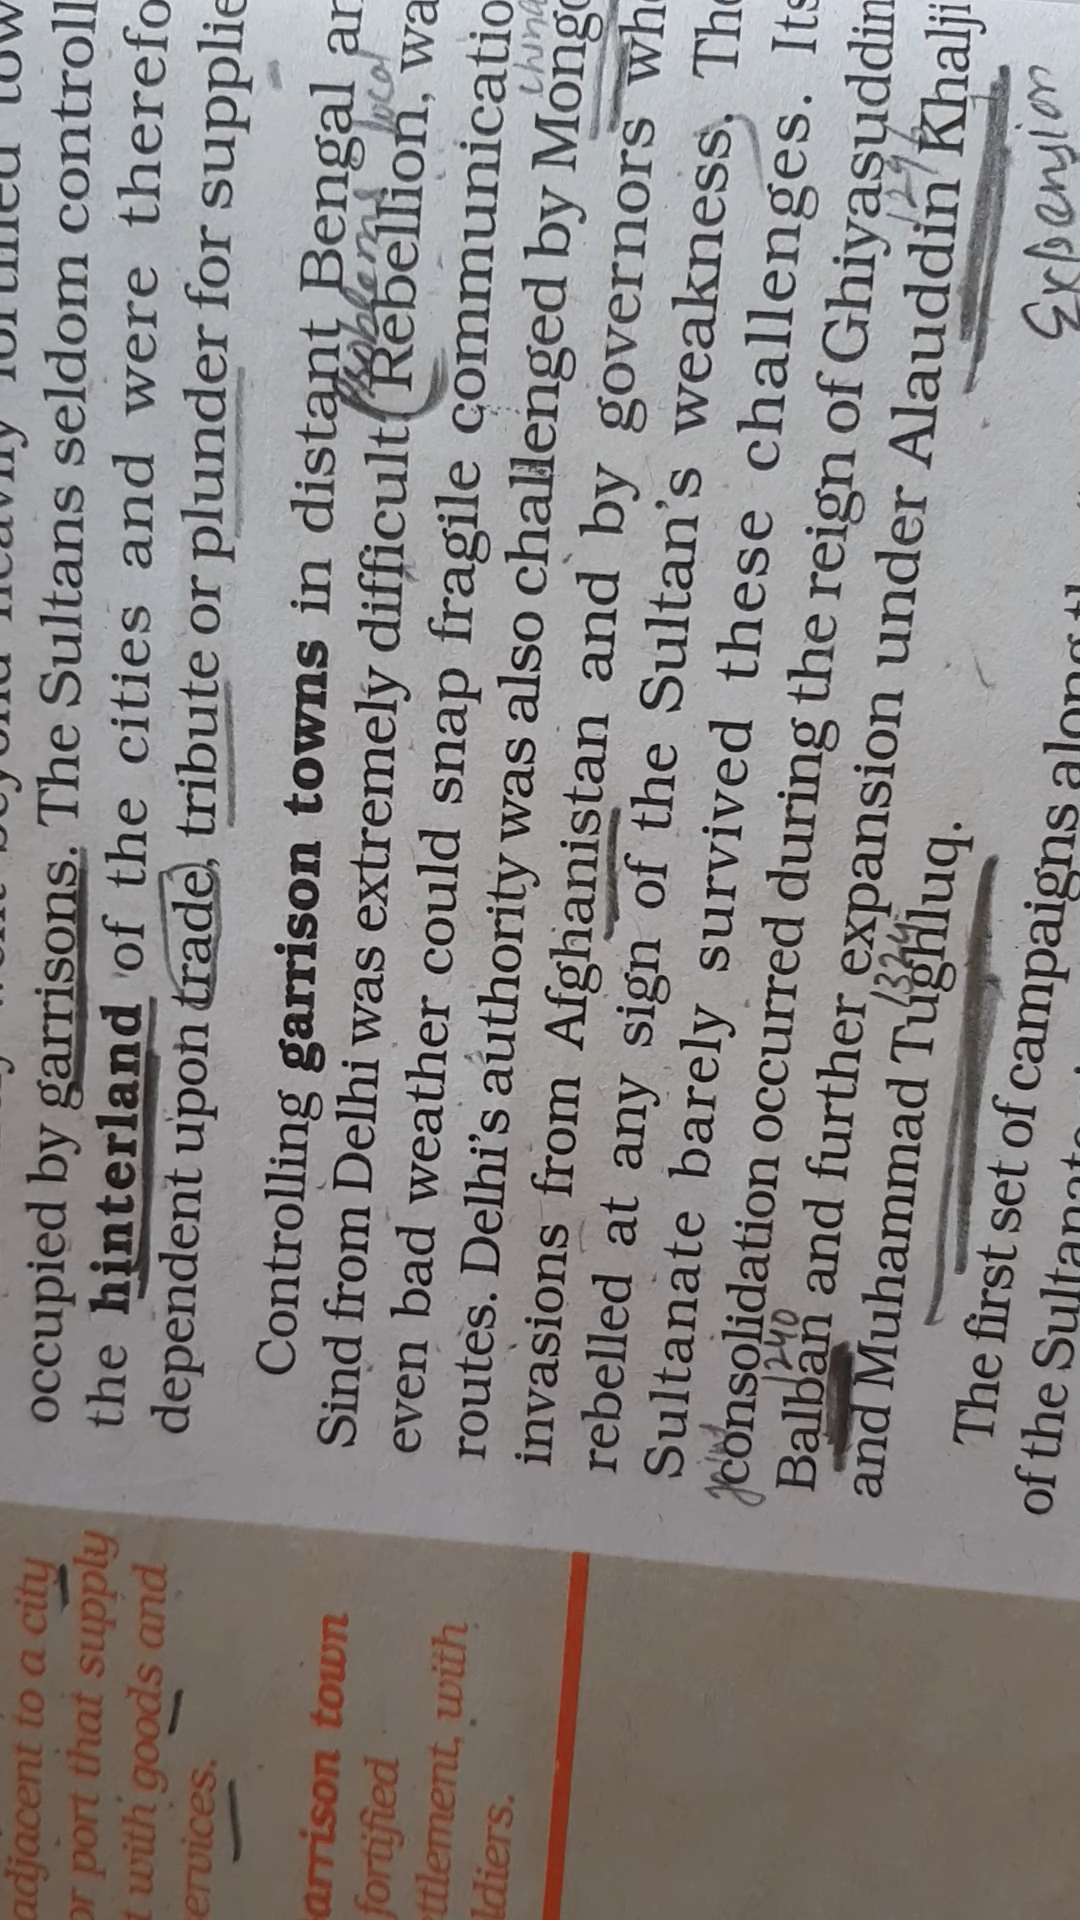 occupied by garrisons. The Sultans seldom controll
the hinterland of the cities and were therefo
dependent upon trade, tribute or plunder for supplie
Controlling garrison towns in distant Bengal an
Sind from Delhi was extremely difficult. Rebellion, wa
even bad weather could snap fragile communicatio
routes. Delhi's authority was also challenged by Mongo
invasions from Afghanistan and by governors wh
rebelled at any sign of the Sultan's weakness. The
Sultanate barely survived these challenges. Its
consolidation occurred during the reign of Ghiyasuddin
1240
Balban and further expansion under Alauddin Khalji
1324
and Muhammad Tughluq.
Expansion
The first set of campaigns along th
of the Sultanate
adjacent to a city
or port that supply
t with goods and
ervices.
arrison town
fortified
ttlement, with
ldiers.